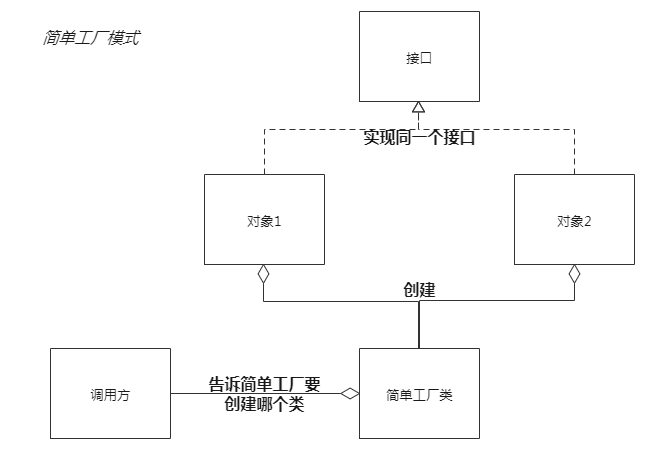 简单工厂模式
接口
实现同一个接口
对象1
对象2
创建
调用方
告诉简单工厂要
创建哪个类
简单工厂类